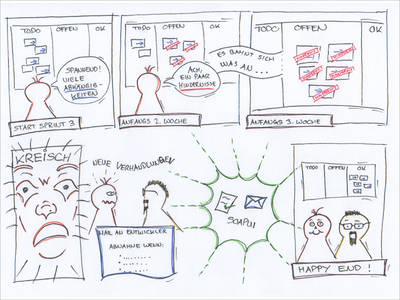 TODO OFFEN OK
SPANNEND!
VIELE
ABHÄNGIG-
KEITEN
START SPRINT 3
TODO OFFEN OK
ACH,
EIN PAAR
HINDERNISSE
ANFANGS 2. WOCHE
ES BAHNT SICH
WAS AN...
TODO OFFEN OK
ANFANGS 3. WOCHE
KREISCH
NEUE VERHANDLUNGEN
MAIL AN ENTWICKLER
ABNAHME WENN:
SOAPUI
TODO OFFEN OK
HAPPY END!